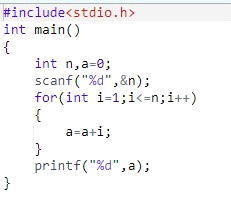 #include<stdio.h>
int main()
{
    int n,a=0;
    scanf("%d",&n);
    for(int i=1;i<=n;i++)
    {
        a=a+i;
    }
    printf("%d",a);
}